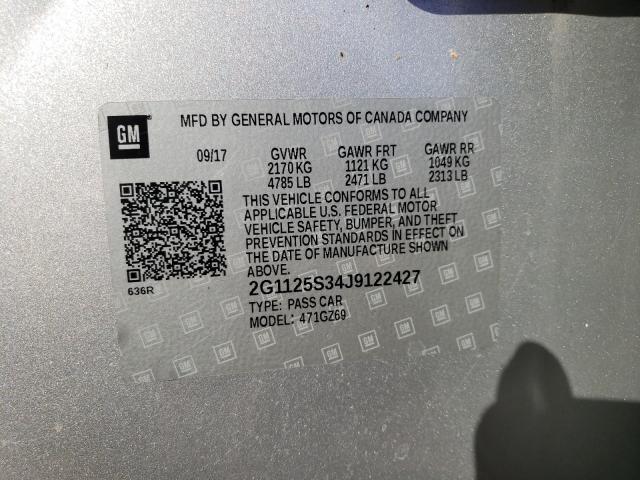 GM
MFD BY GENERAL MOTORS OF CANADA COMPANY
09/17 GVWR GAWR FRT GAWR RR
2170 KG 1121 KG 1049 KG
4785 LB 2471 LB 2313 LB
THIS VEHICLE CONFORMS TO ALL
APPLICABLE U.S. FEDERAL MOTOR
VEHICLE SAFETY, BUMPER, AND THEFT
PREVENTION STANDARDS IN EFFECT ON
THE DATE OF MANUFACTURE SHOWN
ABOVE.
636R
2G1125S34J9122427
TYPE: PASS CAR
MODEL: 471GZ69